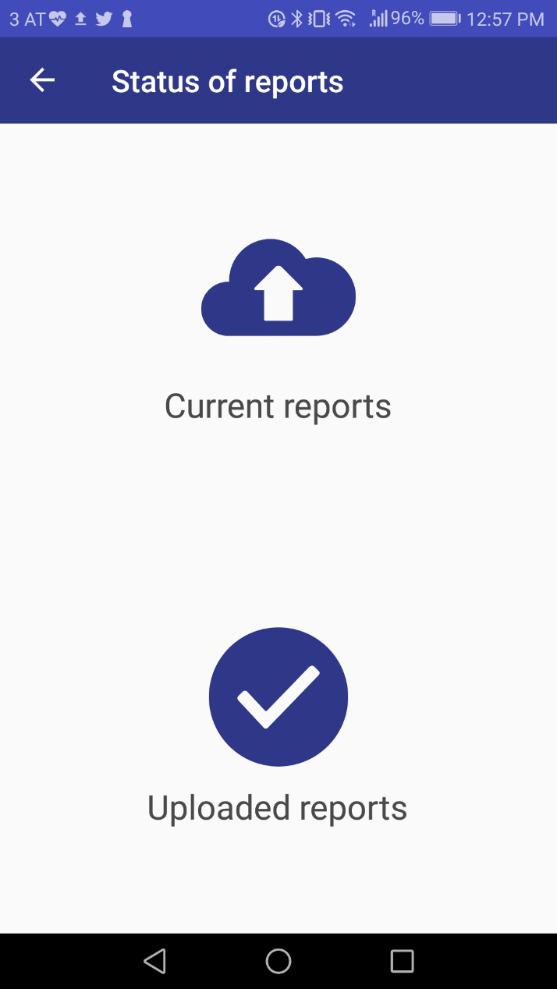 3 AT 96% 12:57 PM
Status of reports
Current reports
Uploaded reports